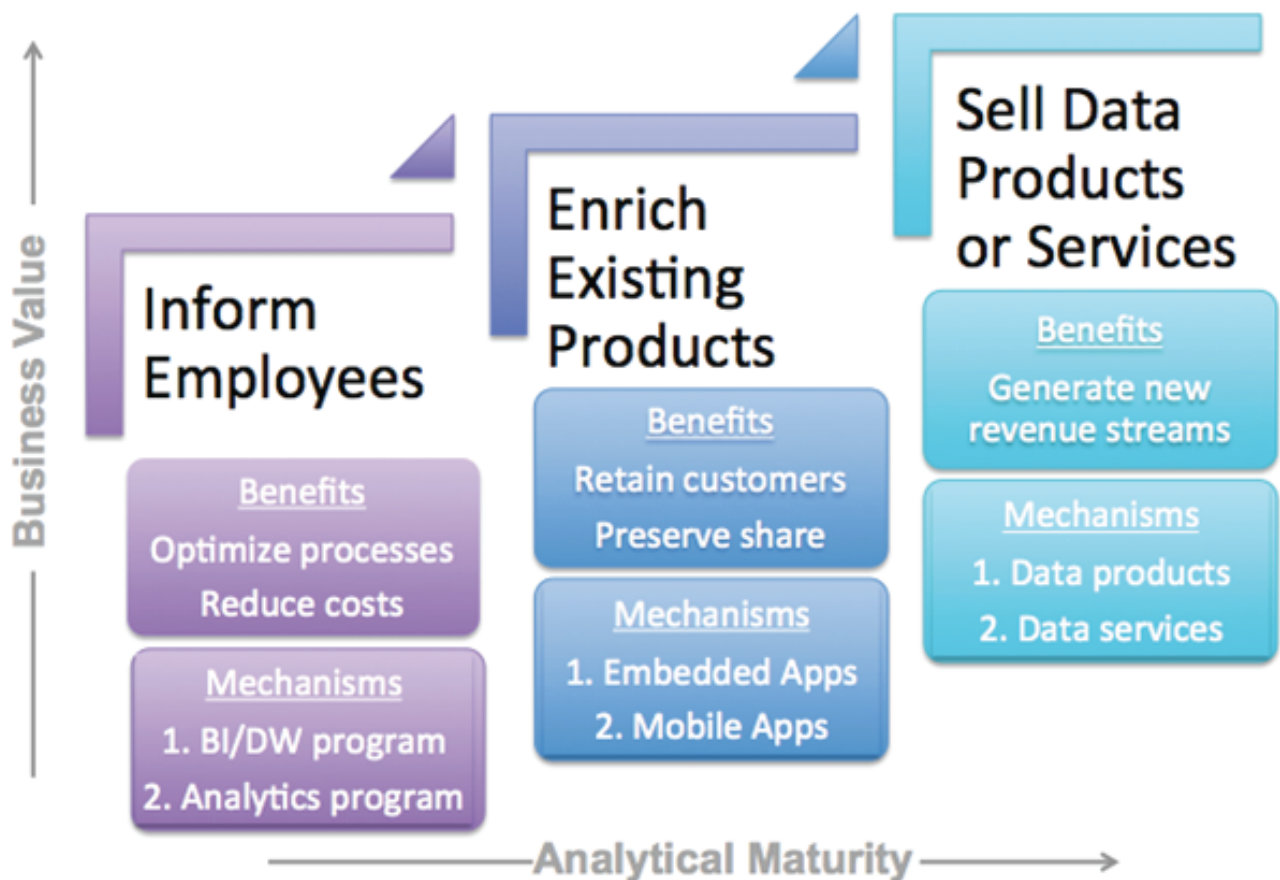 Business Value
Inform
Employees
Benefits
Optimize processes
Reduce costs
Mechanisms
1. BI/DW program
2. Analytics program
Enrich
Existing
Products
Benefits
Retain customers
Preserve share
Mechanisms
1. Embedded Apps
2. Mobile Apps
Sell Data
Products
or Services
Benefits
Generate new
revenue streams
Mechanisms
1. Data products
2. Data services
Analytical Maturity